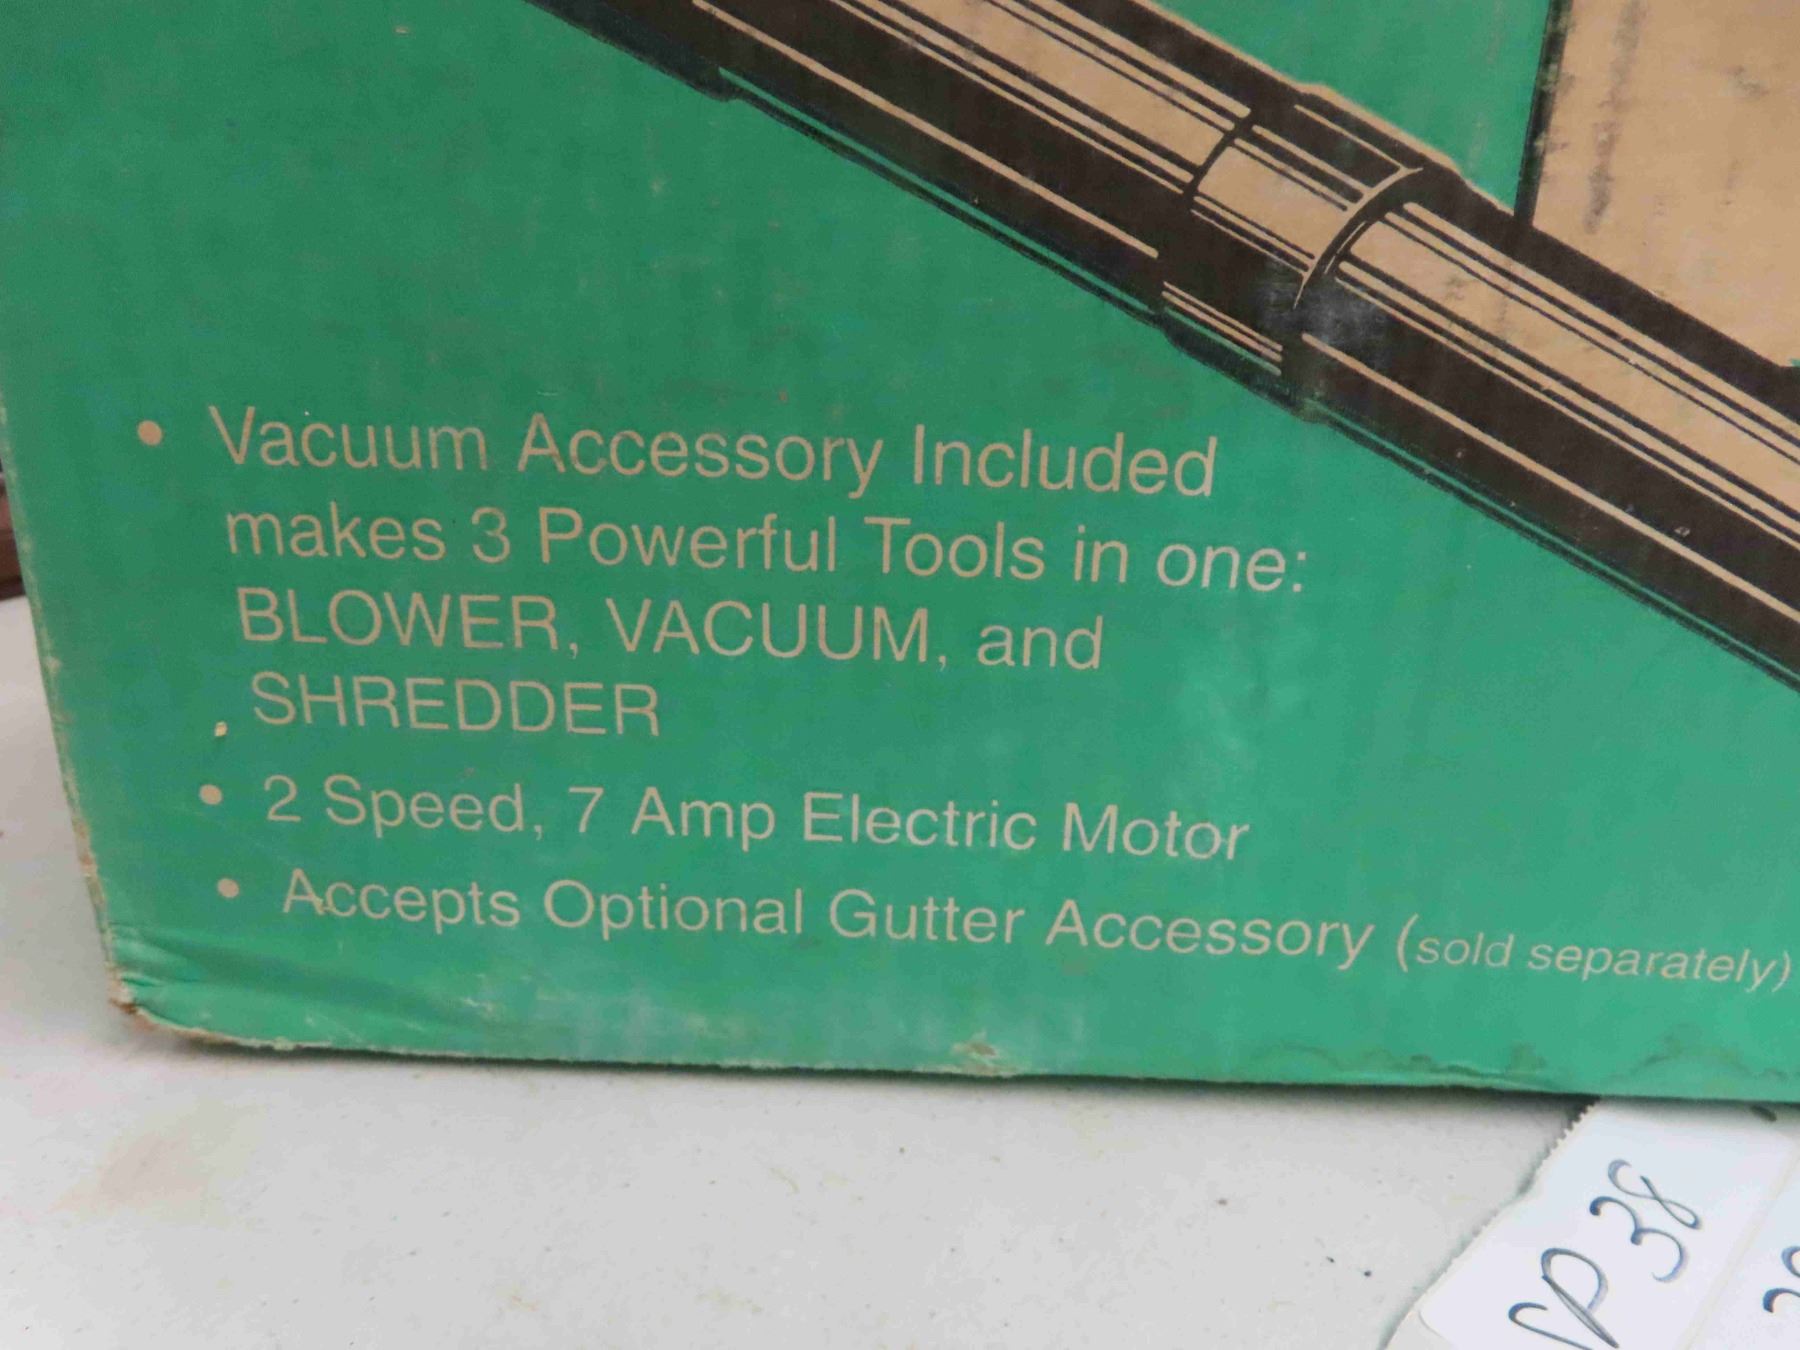 • Vacuum Accessory Included
makes 3 Powerful Tools in one:
BLOWER, VACUUM, and
SHREDDER
• 2 Speed, 7 Amp Electric Motor
• Accepts Optional Gutter Accessory (sold separately)
38